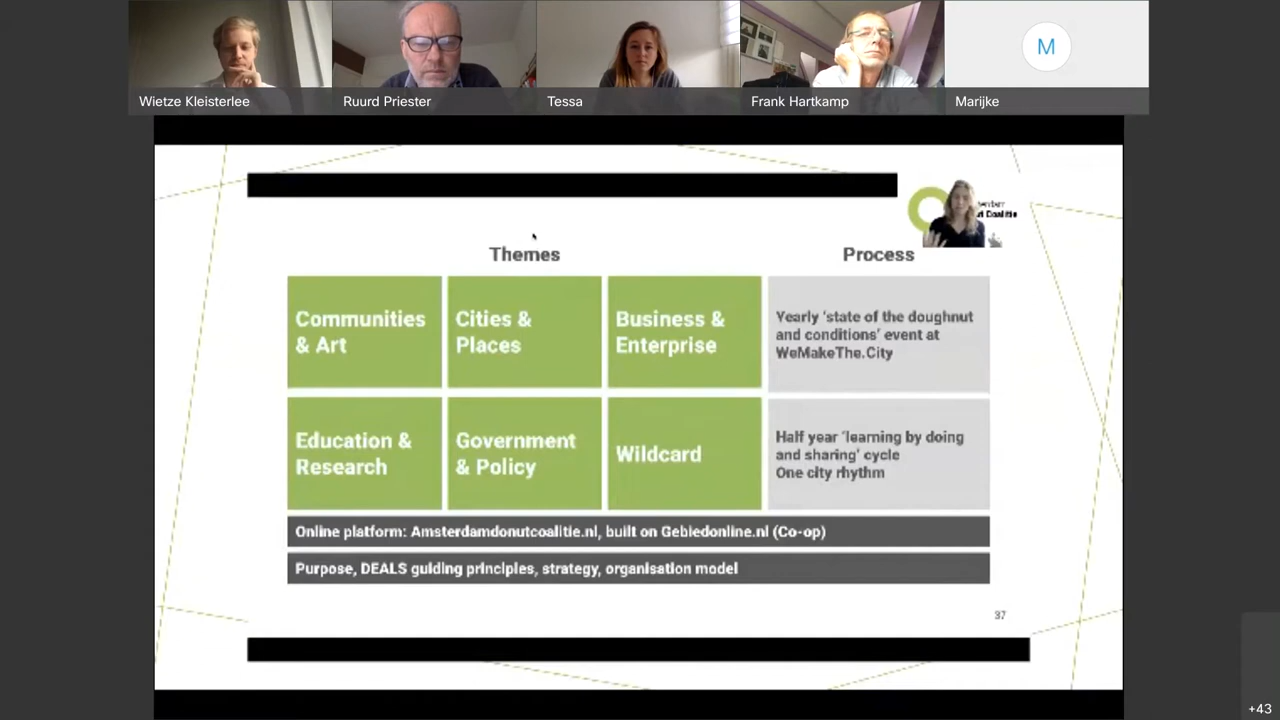 Wietze Kleisterlee
Ruurd Priester
Tessa
Frank Hartkamp
M
Marijke
Themes
Process
Communities
& Art
Cities &
Places
Business &
Enterprise
Yearly 'state of the doughnut
and conditions' event at
WeMakeThe.City
Education &
Research
Government
& Policy
Wildcard
Half year 'learning by doing
and sharing' cycle
One city rhythm
Online platform: Amsterdamdonutcoalitie.nl, built on Gebiedonline.nl (Co-op)
Purpose, DEALS guiding principles, strategy, organisation model
37
+43